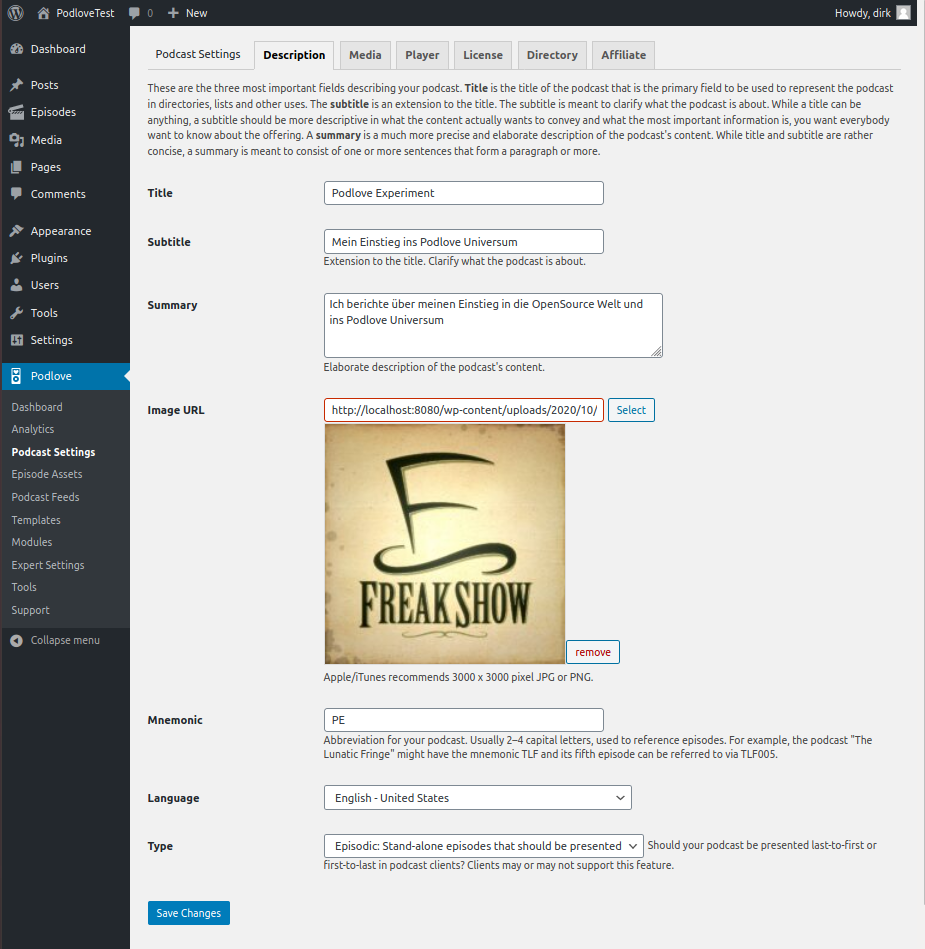 PodloveTest 0 New Howdy, dirk
Dashboard
Posts
Episodes
Media
Pages
Comments
Appearance
Plugins
Users
Tools
Settings
Podlove
Dashboard
Analytics
Podcast Settings
Episode Assets
Podcast Feeds
Templates
Modules
Expert Settings
Tools
Support
Collapse menu
Podcast Settings Description Media Player License Directory Affiliate
These are the three most important fields describing your podcast. Title is the title of the podcast that is the primary field to be used to represent the podcast
in directories, lists and other uses. The subtitle is an extension to the title. The subtitle is meant to clarify what the podcast is about. While a title can be
anything, a subtitle should be more descriptive in what the content actually wants to convey and what the most important information is, you want everybody
want to know about the offering. A summary is a much more precise and elaborate description of the podcast's content. While title and subtitle are rather
concise, a summary is meant to consist of one or more sentences that form a paragraph or more.
Title
Podlove Experiment
Subtitle
Mein Einstieg ins Podlove Universum
Extension to the title. Clarify what the podcast is about.
Summary
Ich berichte über meinen Einstieg in die OpenSource Welt und
ins Podlove Universum
Elaborate description of the podcast's content.
Image URL
http://localhost:8080/wp-content/uploads/2020/10/ Select
F
FREAK SHOW
remove
Apple/iTunes recommends 3000 x 3000 pixel JPG or PNG.
Mnemonic
PE
Abbreviation for your podcast. Usually 2–4 capital letters, used to reference episodes. For example, the podcast "The
Lunatic Fringe" might have the mnemonic TLF and its fifth episode can be referred to via TLF005.
Language
English - United States
Type
Episodic: Stand-alone episodes that should be presented Should your podcast be presented last-to-first or
first-to-last in podcast clients? Clients may or may not support this feature.
Save Changes